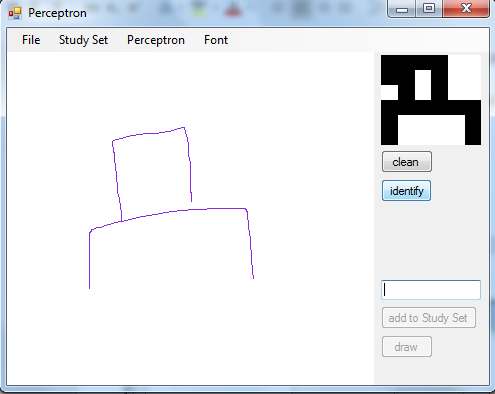 Perceptron
File Study Set Perceptron Font
clean
identify
add to Study Set
draw